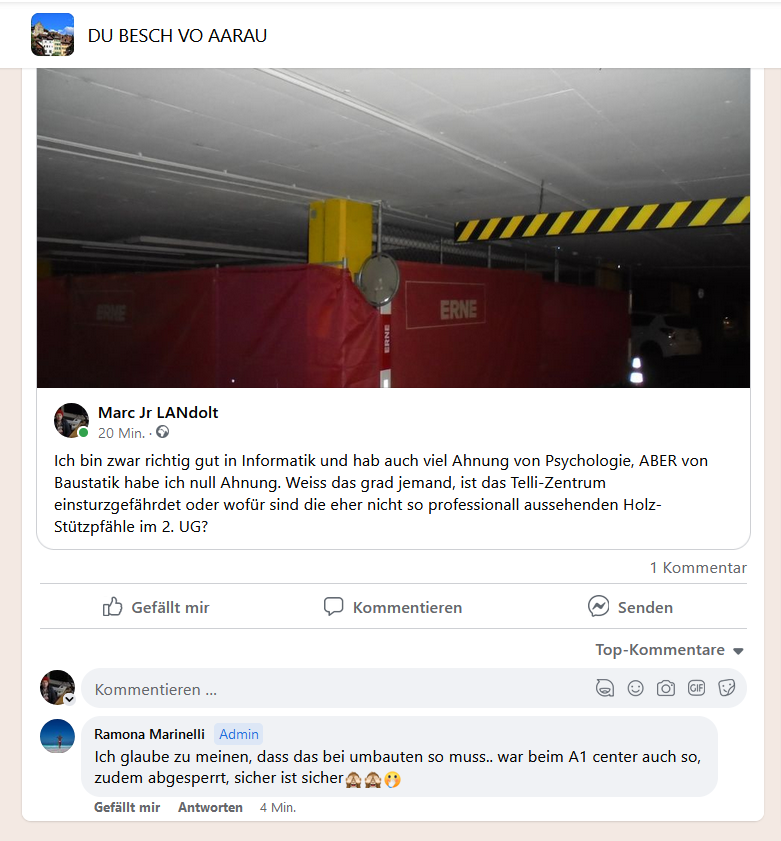 DU BESCH VO AARAU
ERNE
ERNE
ERNE
Marc Jr LANdolt
20 Min. ·
Ich bin zwar richtig gut in Informatik und hab auch viel Ahnung von Psychologie, ABER von
Baustatik habe ich null Ahnung. Weiss das grad jemand, ist das Telli-Zentrum
einsturzgefährdet oder wofür sind die eher nicht so professionall aussehenden Holz-
Stützpfähle im 2. UG?
1 Kommentar
Gefällt mir Kommentieren Senden
Top-Kommentare
Kommentieren ... GIF
Ramona Marinelli Admin
Ich glaube zu meinen, dass das bei umbauten so muss.. war beim A1 center auch so,
zudem abgesperrt, sicher ist sicher🙈🙈🤭
Gefällt mir Antworten 4 Min.